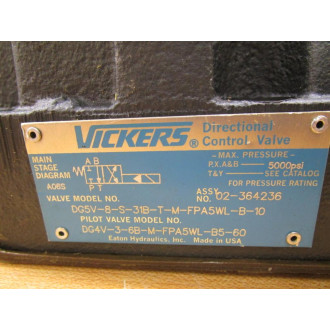 VICKERS® Directional Control Valve
— MAX. PRESSURE —
P,X,A&B —— 5000psi
T&Y —— SEE CATALOG
FOR PRESSURE RATING
MAIN STAGE DIAGRAM
A B
P T
A08S
ASSY. NO. 02-364236
VALVE MODEL NO.
DG5V-8-S-31B-T-M-FPA5WL-B-10
PILOT VALVE MODEL NO.
DG4V-3-6B-M-FPA5WL-B5-60
Eaton Hydraulics, Inc. Made in USA